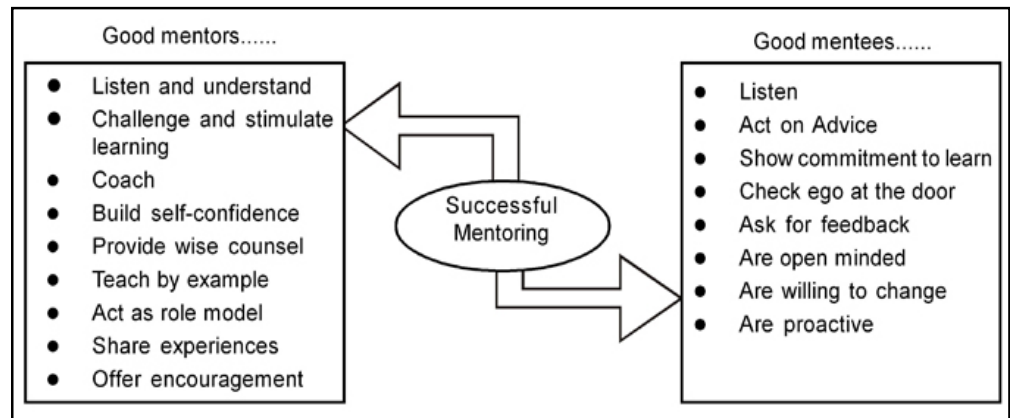 Good mentors......
● Listen and understand
● Challenge and stimulate
learning
● Coach
● Build self-confidence
● Provide wise counsel
● Teach by example
● Act as role model
● Share experiences
● Offer encouragement
Successful
Mentoring
Good mentees......
● Listen
● Act on Advice
● Show commitment to learn
● Check ego at the door
● Ask for feedback
● Are open minded
● Are willing to change
● Are proactive